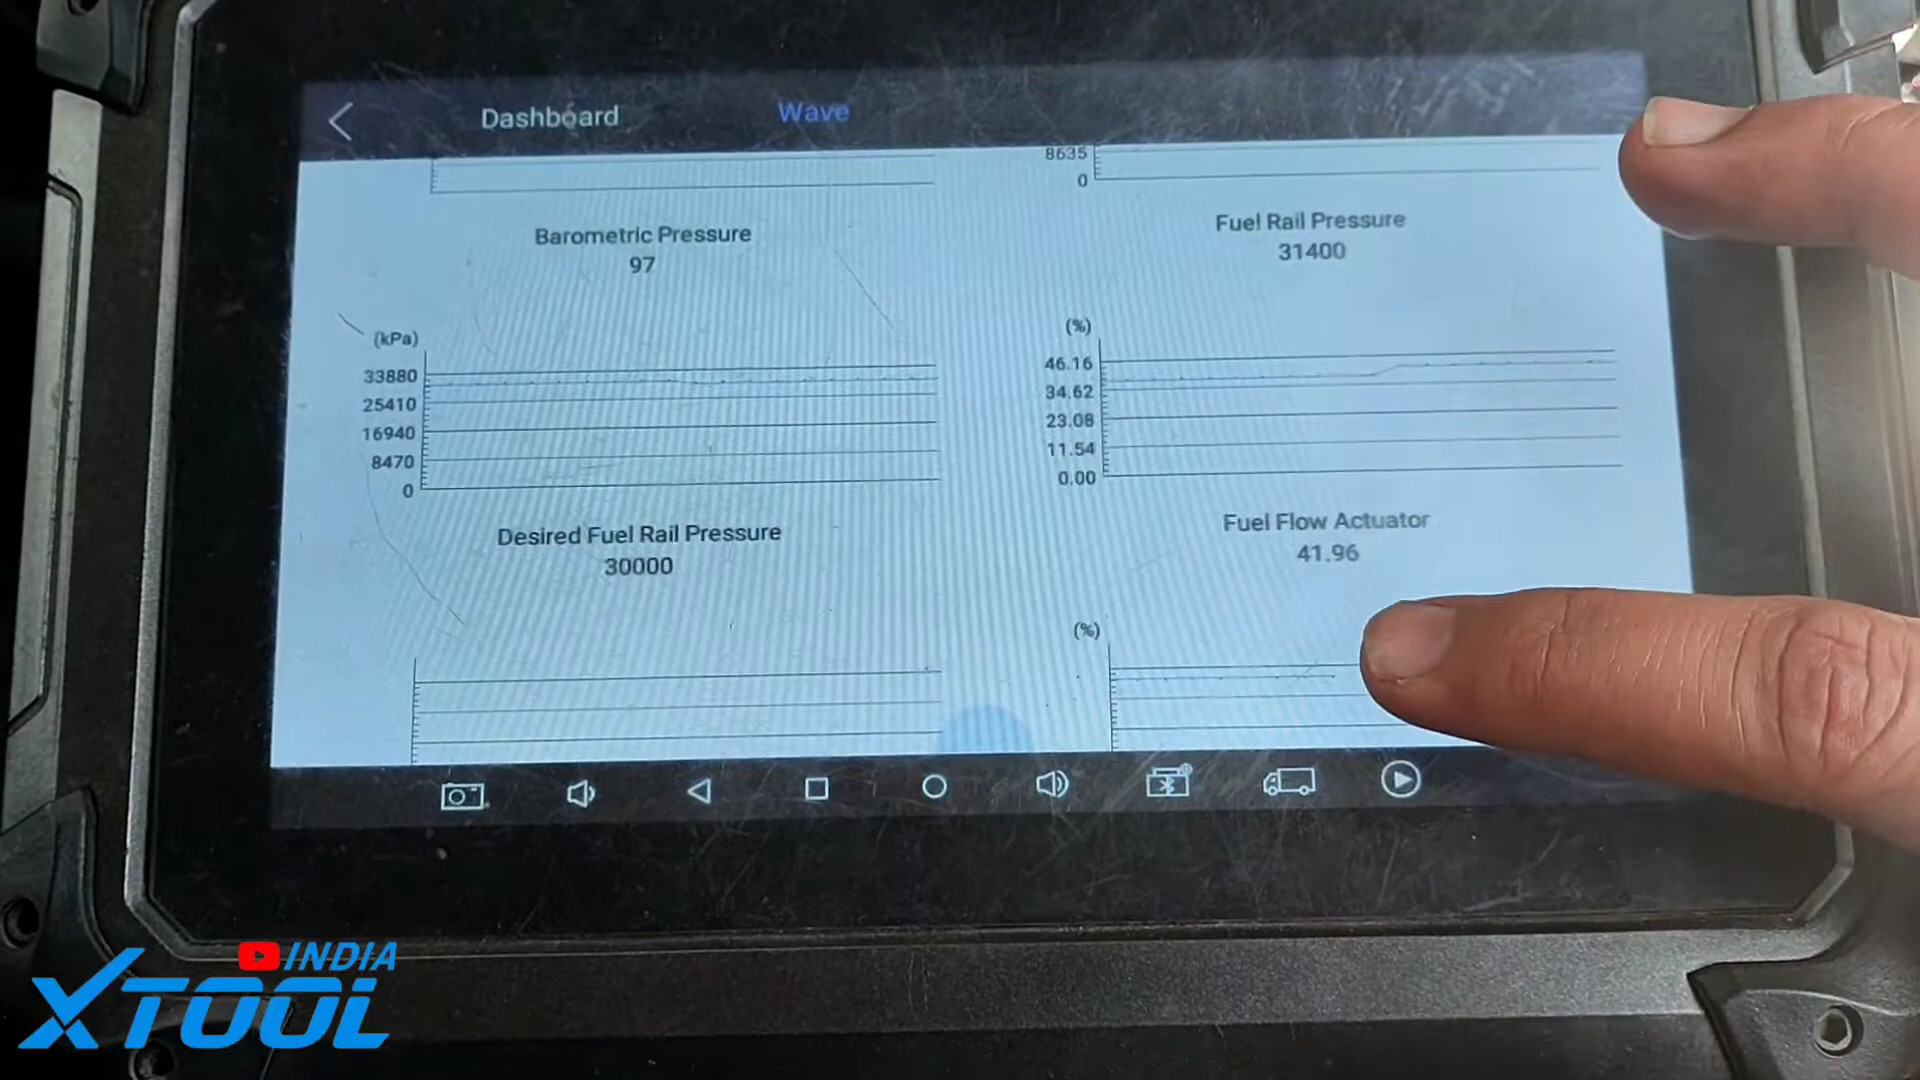 Dashboard
Wave
8635
0
Barometric Pressure
97
Fuel Rail Pressure
31400
(kPa)
33880
25410
16940
8470
0
(%)
46.16
34.62
23.08
11.54
0.00
Desired Fuel Rail Pressure
30000
Fuel Flow Actuator
41.96
(%)
INDIA
XTOOL